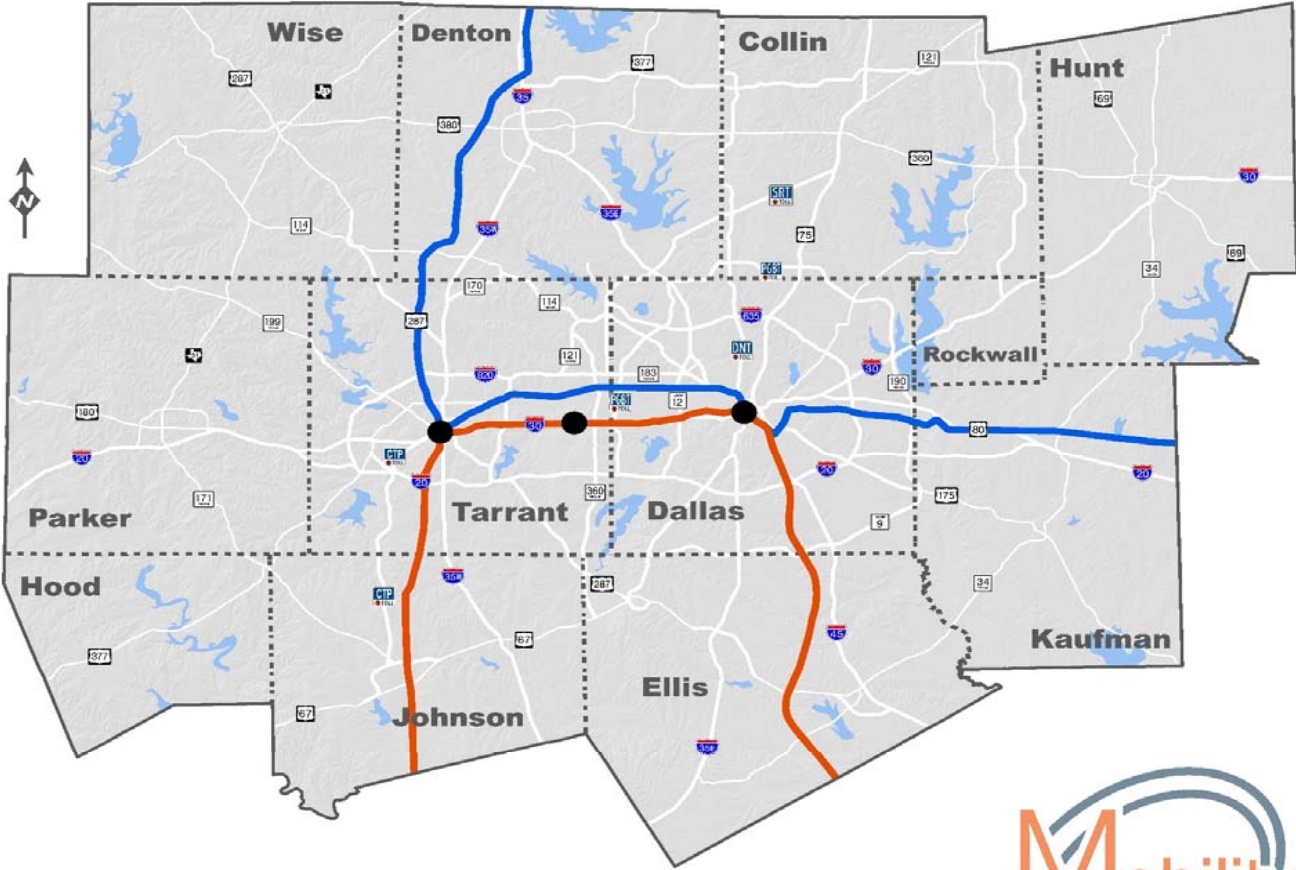 Wise
Denton
Collin
Hunt
287
377
121
69
35
380
360
30
SRT
TOLL
114
35W
35E
75
69
PGBT
TOLL
34
170
114
199
287
635
DNT
TOLL
Rockwall
121
820
183
30
190
180
PGBT
TOLL
12
30
80
20
CTP
TOLL
20
20
20
171
360
175
Parker
Tarrant
Dallas
9
Hood
35W
287
34
CTP
TOLL
45
67
Kaufman
377
Ellis
67
Johnson
35E
N